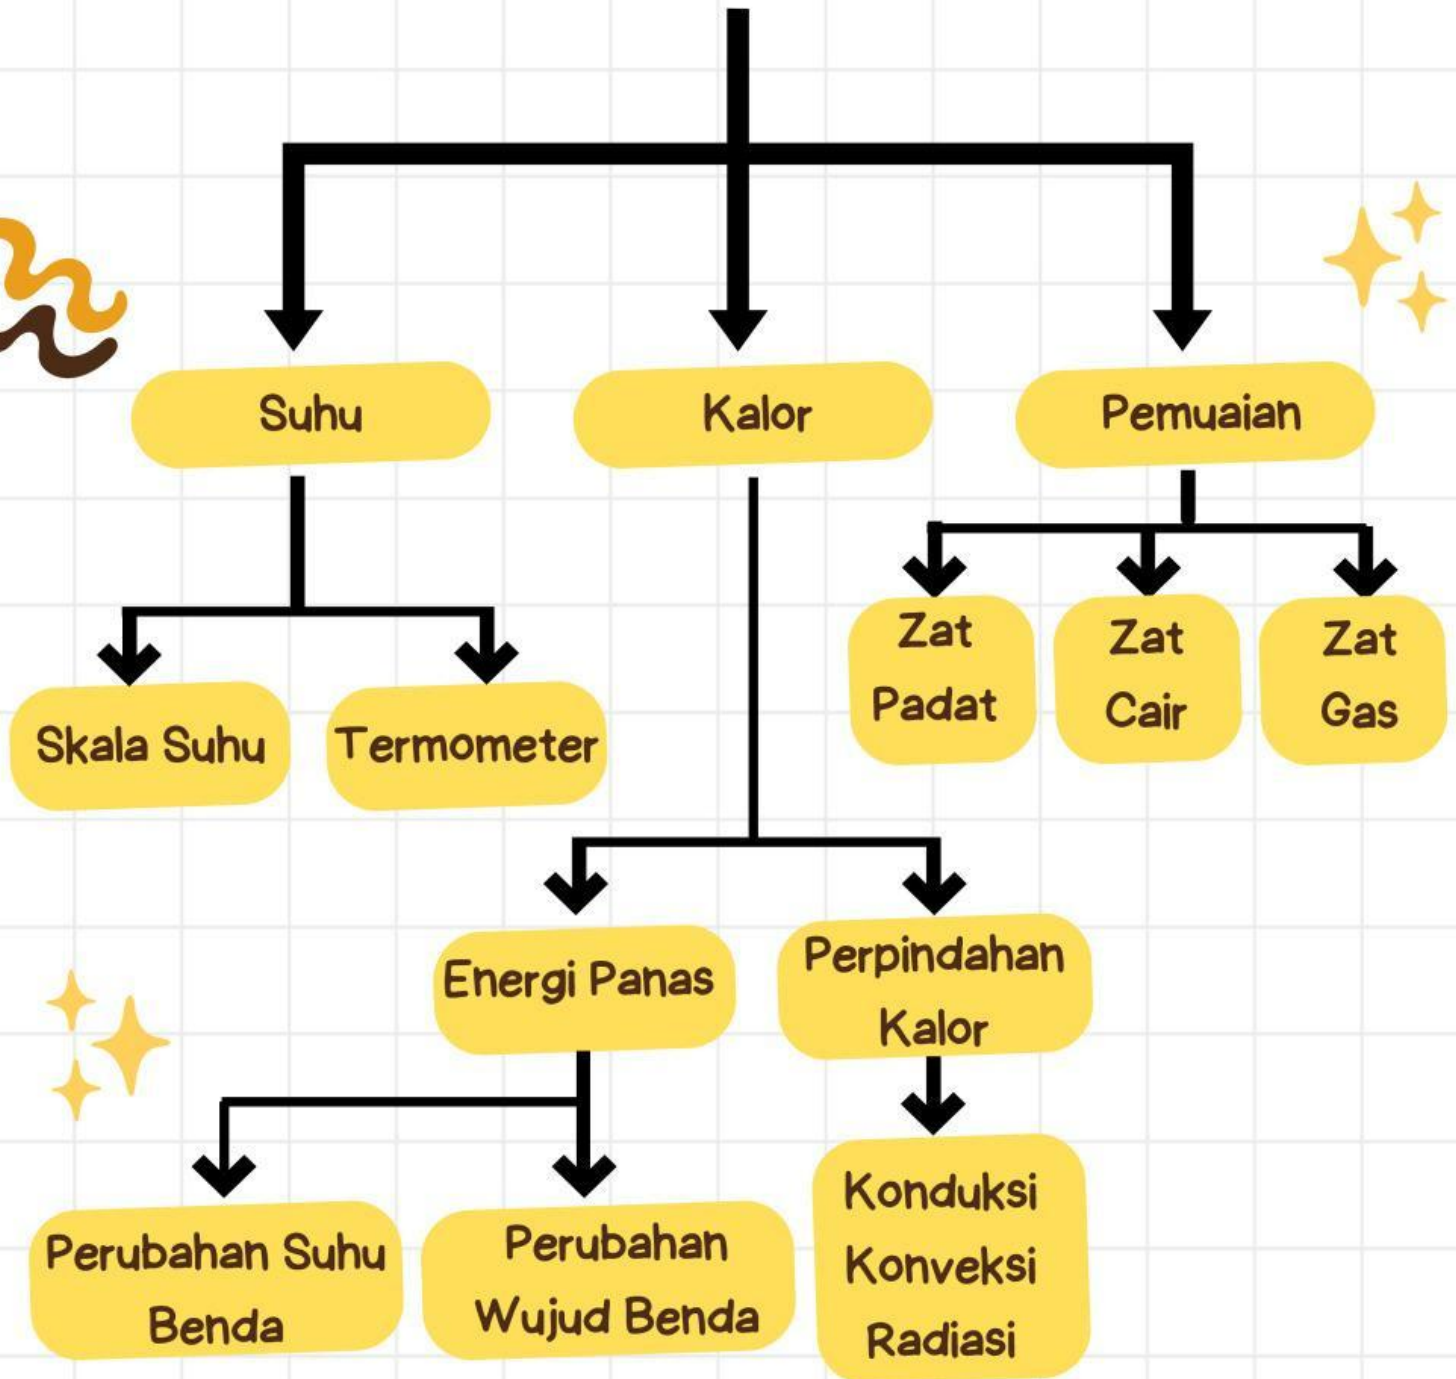 Suhu
Kalor
Pemuaian
Zat
Padat
Zat
Cair
Zat
Gas
Skala Suhu
Termometer
Energi Panas
Perpindahan
Kalor
Perubahan Suhu
Benda
Perubahan
Wujud Benda
Konduksi
Konveksi
Radiasi